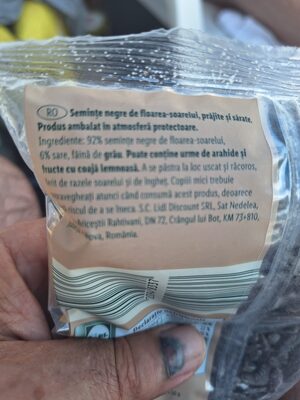 RO Semințe negre de floarea-soarelui, prăjite și sărate.
Produs ambalat în atmosferă protectoare.
Ingrediente: 92% semințe negre de floarea-soarelui,
6% sare, făină de grâu. Poate conține urme de arahide și
fructe cu coajă lemnoasă. A se păstra la loc uscat și răcoros,
de razele soarelui și de îngheț. Copiii mici trebuie
atunci când consumă acest produs, deoarece
riscul de a se îneca. S.C. Lidl Discount SRL, Sat Nedelea,
Rahtivani, DN 72, Crângul lui Bot, KM 73+810,
România.